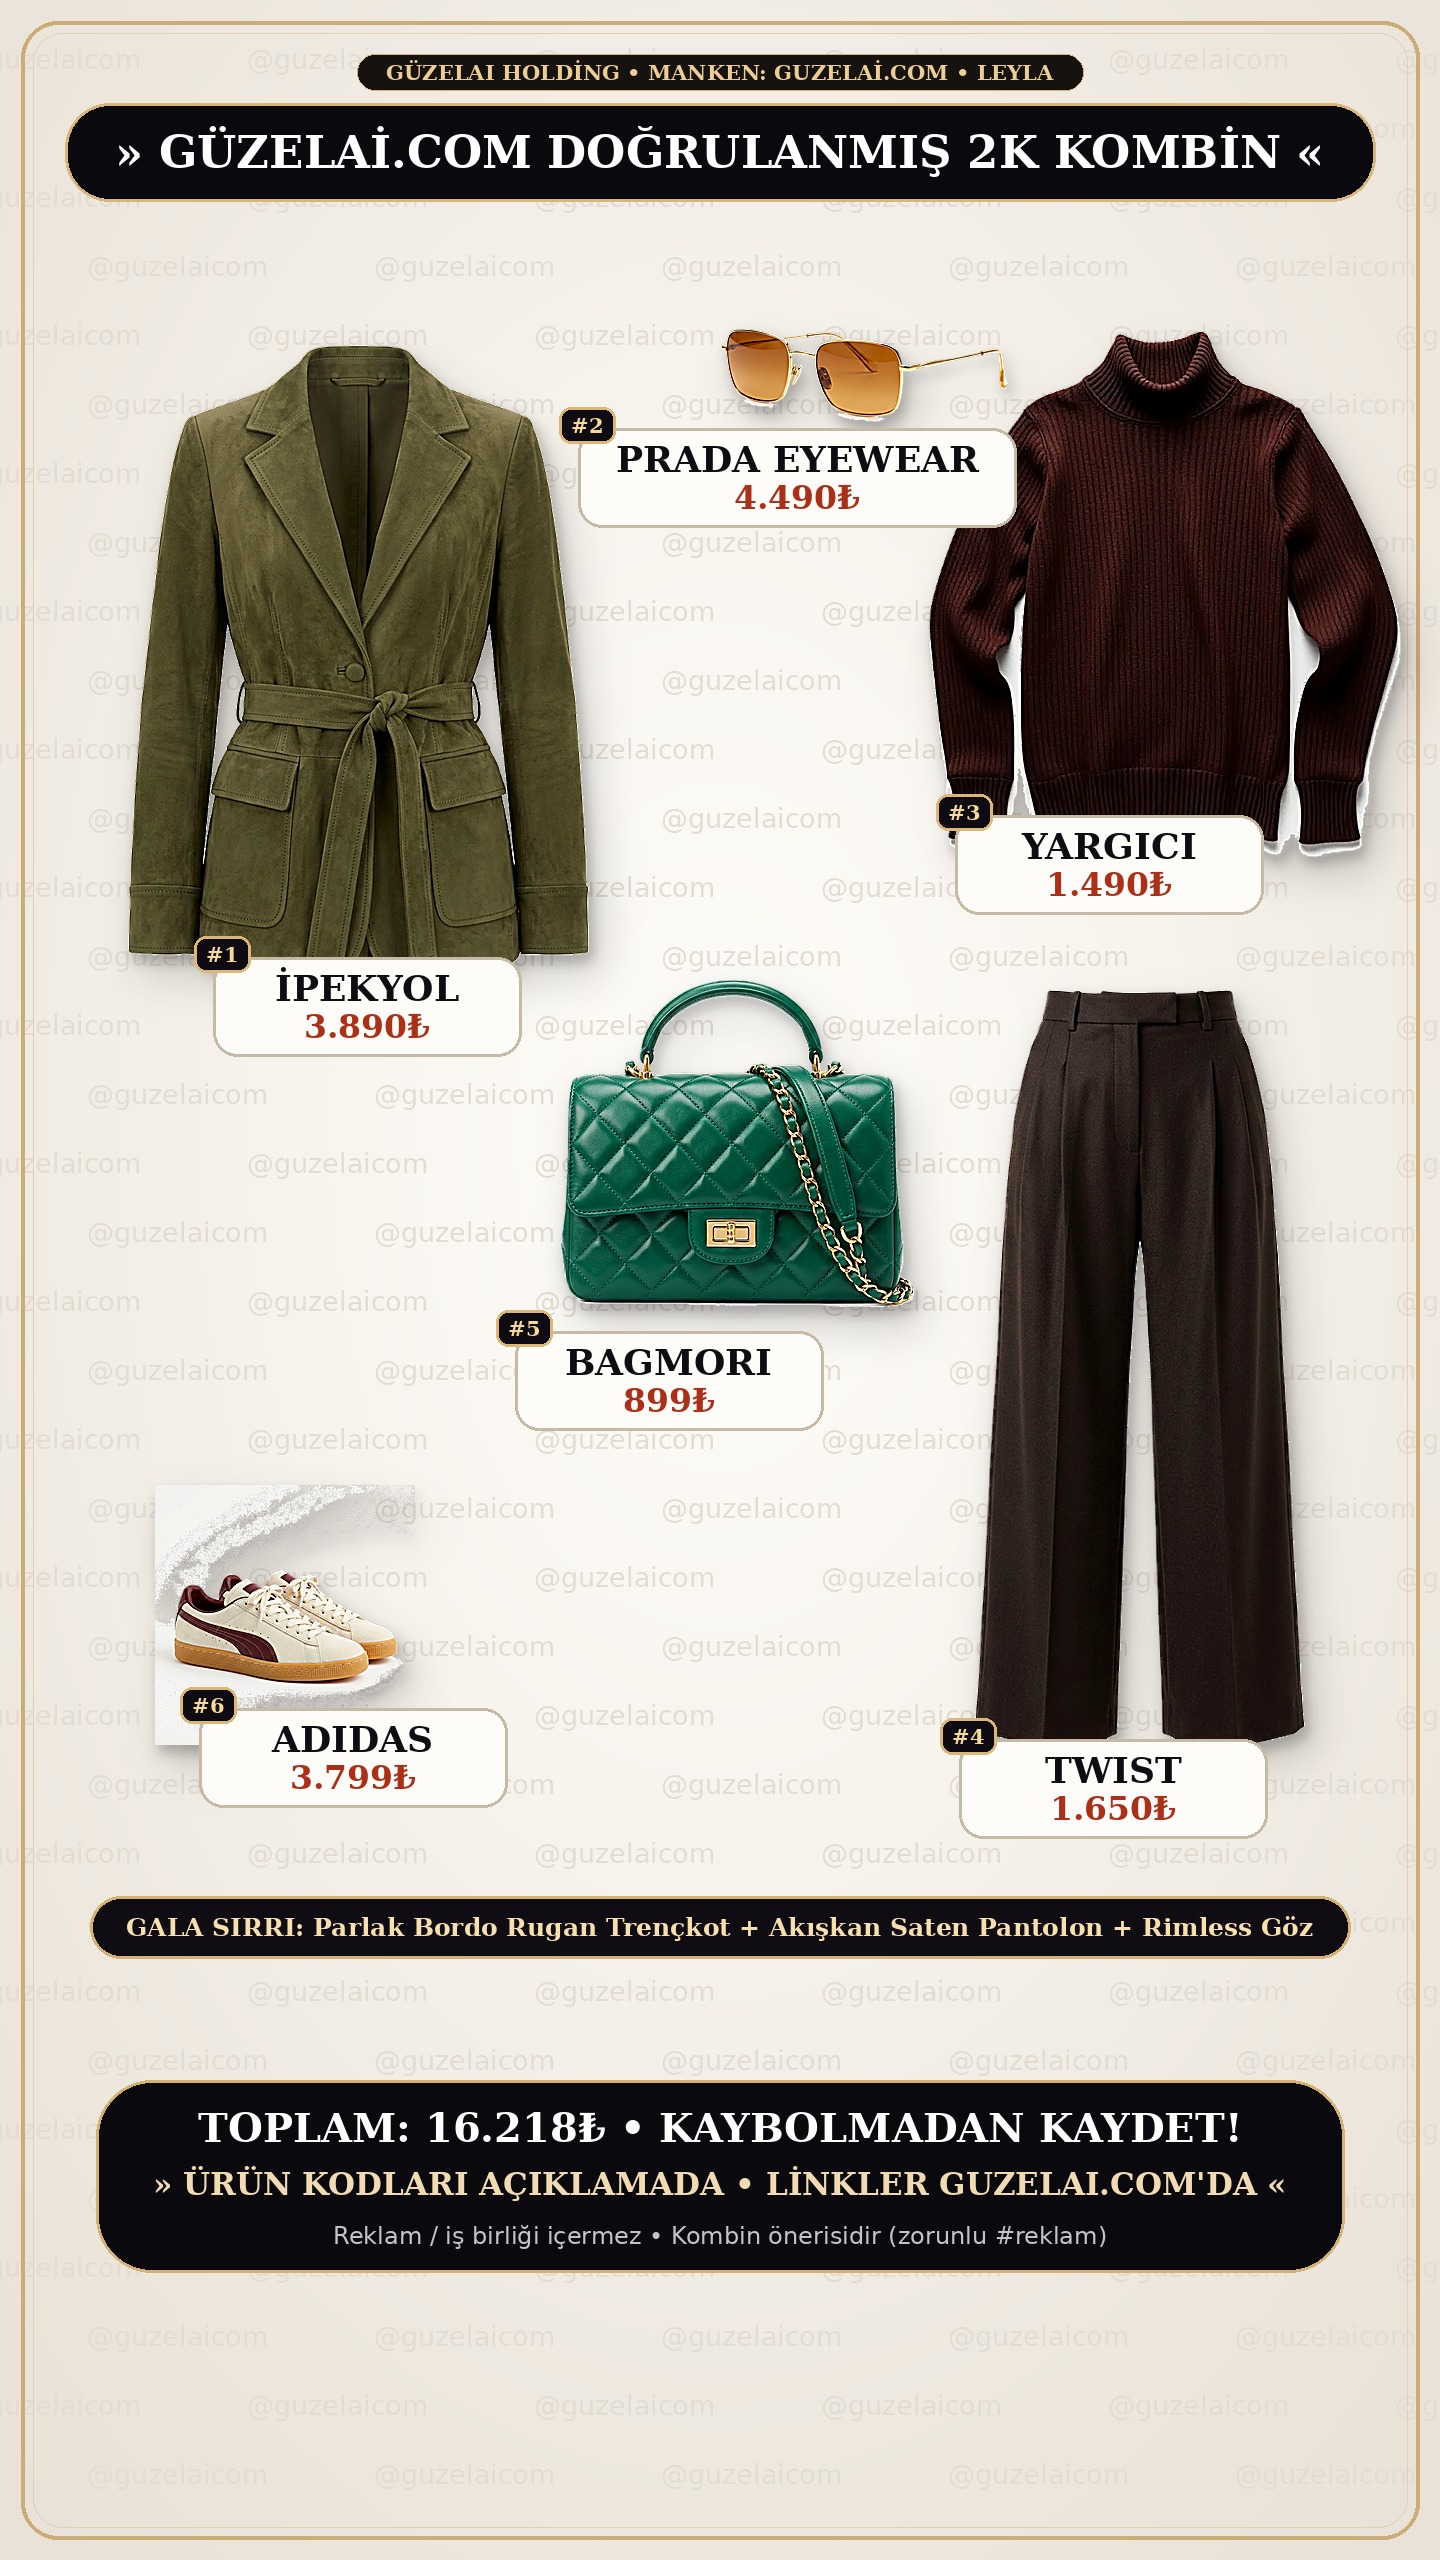 GÜZELAI HOLDİNG • MANKEN: GUZELAİ.COM • LEYLA
» GÜZELAİ.COM DOĞRULANMIŞ 2K KOMBİN «
#2
PRADA EYEWEAR
4.490₺
#3
YARGICI
1.490₺
#1
İPEKYOL
3.890₺
#5
BAGMORI
899₺
#6
ADIDAS
3.799₺
#4
TWIST
1.650₺
GALA SIRRI: Parlak Bordo Rugan Trençkot + Akışkan Saten Pantolon + Rimless Göz
TOPLAM: 16.218₺ • KAYBOLMADAN KAYDET!
» ÜRÜN KODLARI AÇIKLAMADA • LİNKLER GUZELAI.COM'DA «
Reklam / iş birliği içermez • Kombin önerisidir (zorunlu #reklam)
@guzelaicom